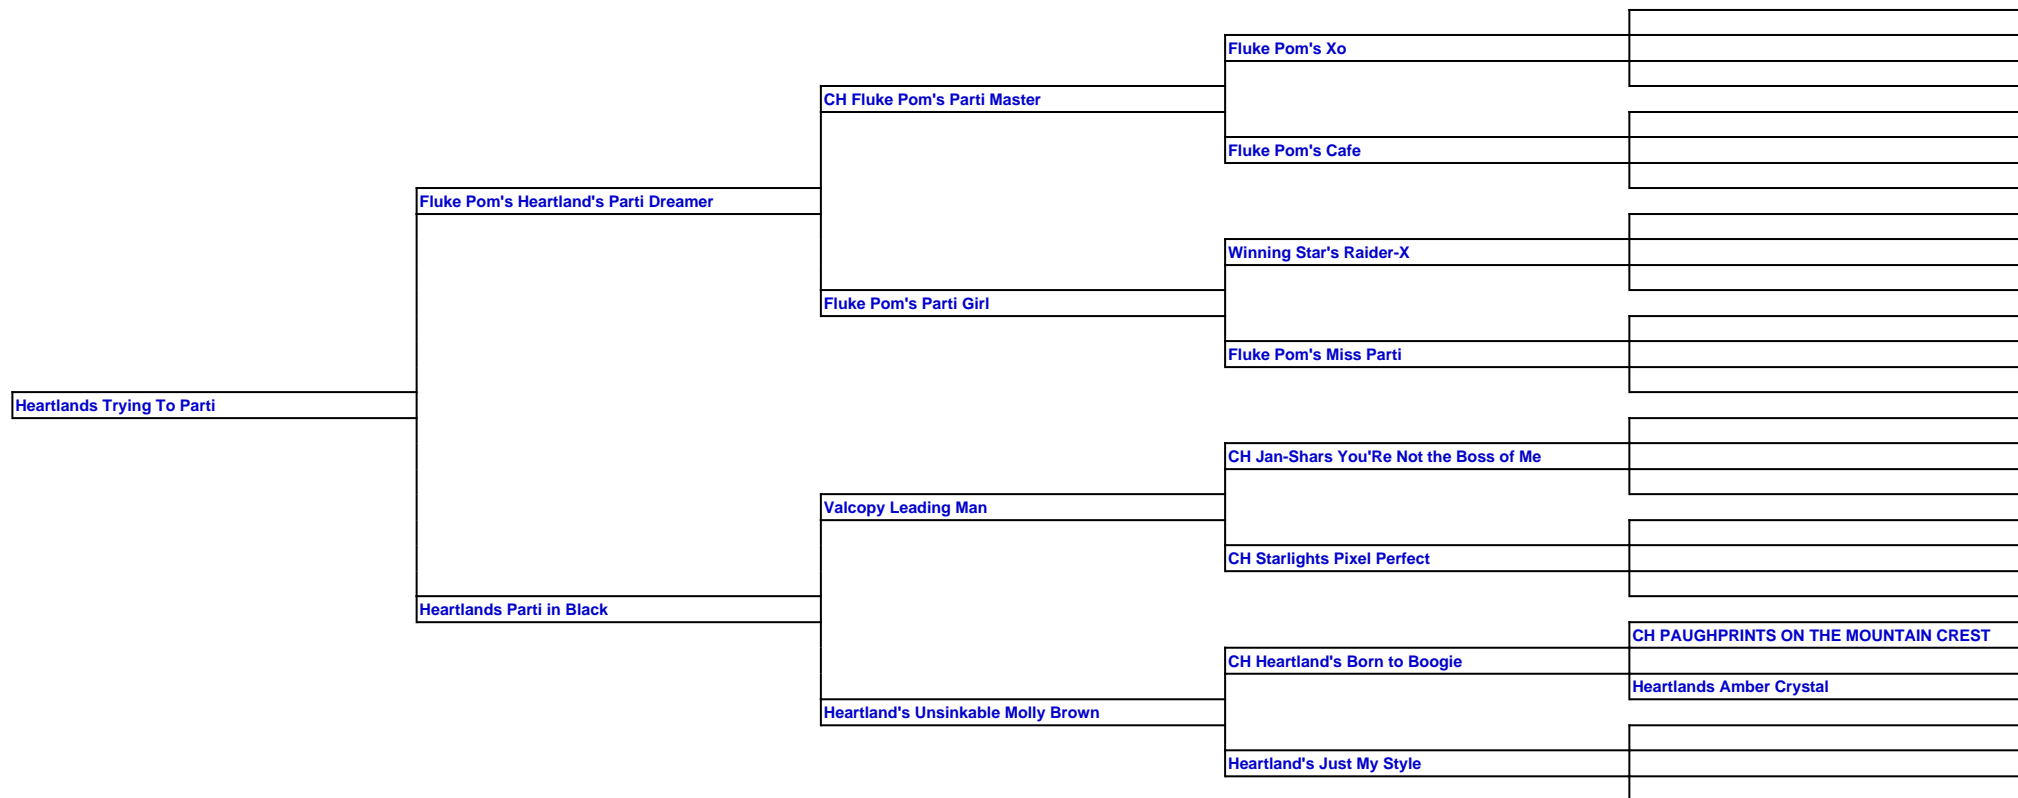 Fluke Pom's Xo
CH Fluke Pom's Parti Master
Fluke Pom's Cafe
Fluke Pom's Heartland's Parti Dreamer
Winning Star's Raider-X
Fluke Pom's Parti Girl
Fluke Pom's Miss Parti
Heartlands Trying To Parti
CH Jan-Shars You'Re Not the Boss of Me
Valcopy Leading Man
CH Starlights Pixel Perfect
Heartlands Parti in Black
CH PAUGHPRINTS ON THE MOUNTAIN CREST
CH Heartland's Born to Boogie
Heartlands Amber Crystal
Heartland's Unsinkable Molly Brown
Heartland's Just My Style